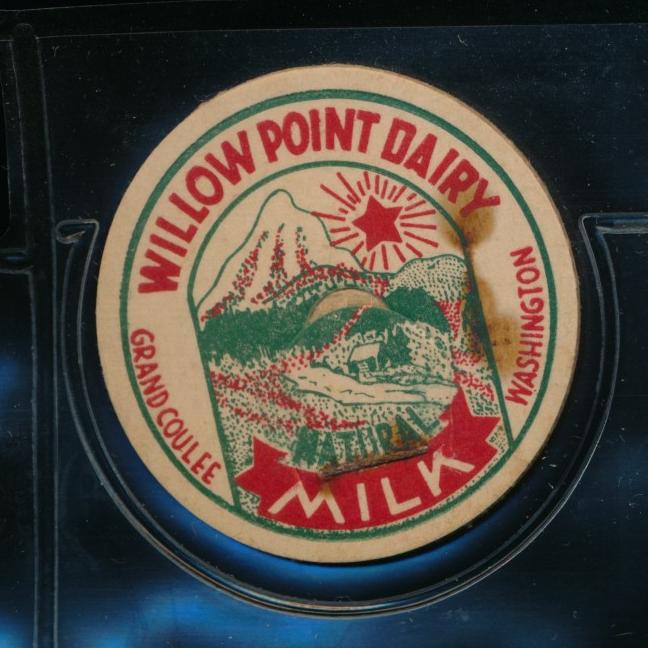 WILLOW POINT DAIRY
GRAND COULEE
WASHINGTON
NATURAL
MILK